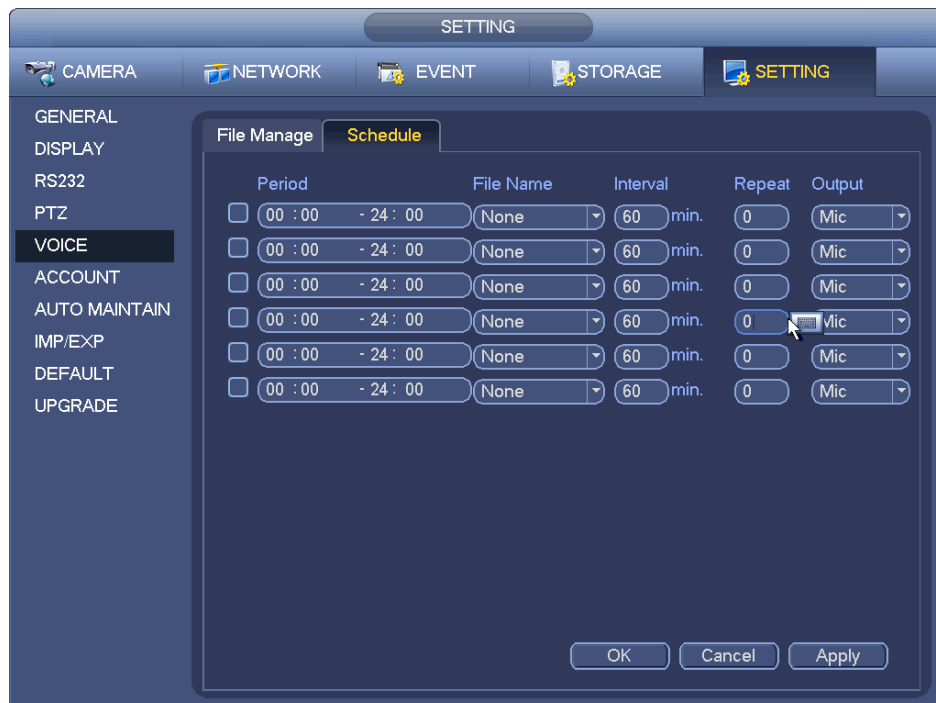 SETTING
CAMERA NETWORK EVENT STORAGE SETTING
GENERAL
DISPLAY
RS232
PTZ
VOICE
ACCOUNT
AUTO MAINTAIN
IMP/EXP
DEFAULT
UPGRADE
File Manage Schedule
Period File Name Interval Repeat Output
00 :00 - 24 : 00 None 60 min. 0 Mic
00 :00 - 24 : 00 None 60 min. 0 Mic
00 :00 - 24 : 00 None 60 min. 0 Mic
00 :00 - 24 : 00 None 60 min. 0 Mic
00 :00 - 24 : 00 None 60 min. 0 Mic
00 :00 - 24 : 00 None 60 min. 0 Mic
OK Cancel Apply